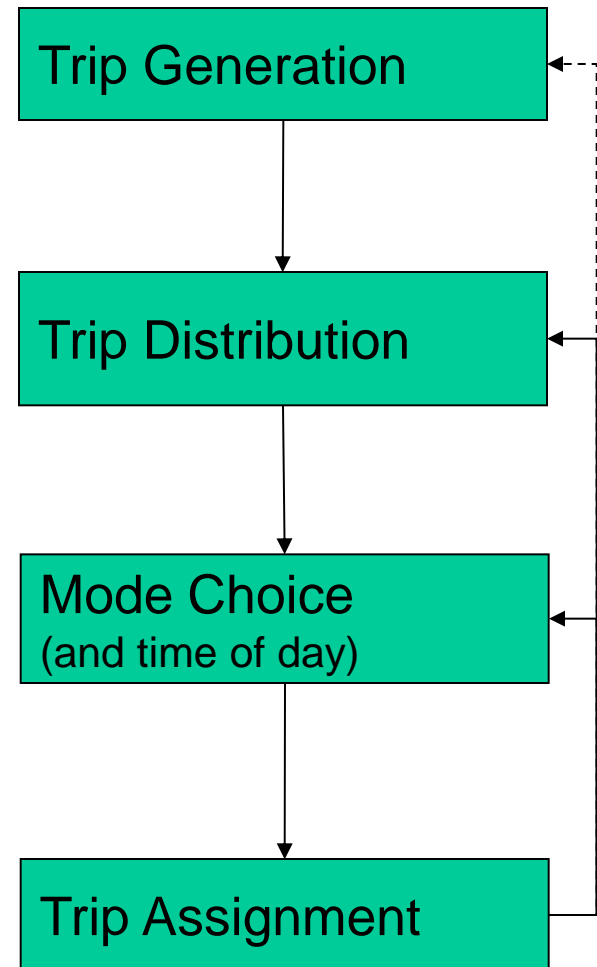 Trip Generation
Trip Distribution
Mode Choice
(and time of day)
Trip Assignment